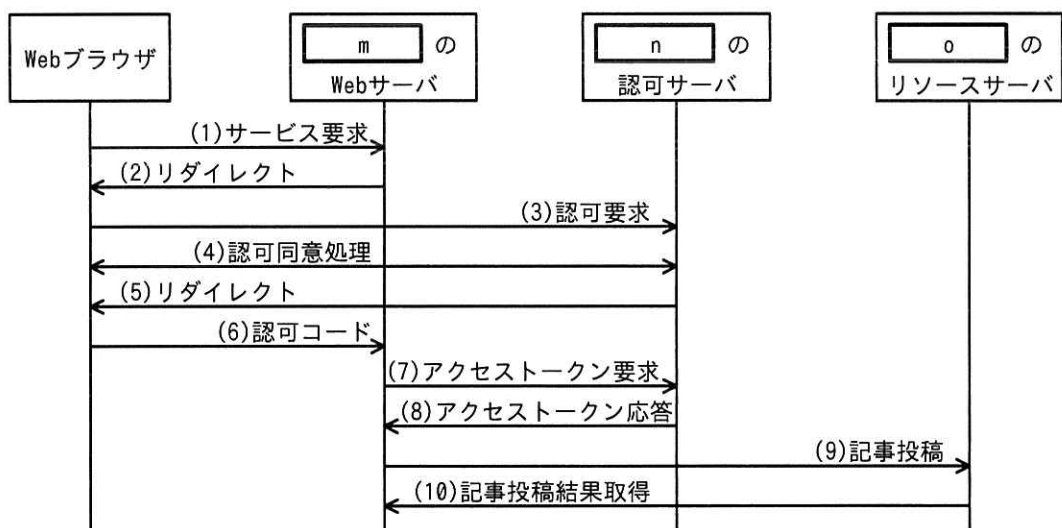 Webブラウザ
m の
Webサーバ
n の
認可サーバ
o の
リソースサーバ
(1)サービス要求
(2)リダイレクト
(3)認可要求
(4)認可同意処理
(5)リダイレクト
(6)認可コード
(7)アクセストークン要求
(8)アクセストークン応答
(9)記事投稿
(10)記事投稿結果取得